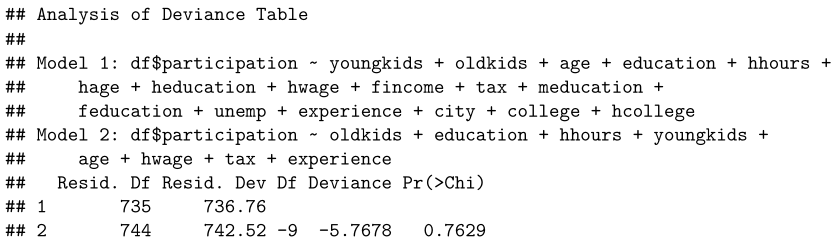 ## Analysis of Deviance Table
##
## Model 1: df$participation ~ youngkids + oldkids + age + education + hhours +
##     hage + heducation + hwage + fincome + tax + meducation +
##     feducation + unemp + experience + city + college + hcollege
## Model 2: df$participation ~ oldkids + education + hhours + youngkids +
##     age + hwage + tax + experience
##   Resid. Df Resid. Dev Df Deviance Pr(>Chi)
## 1       735     736.76
## 2       744     742.52 -9  -5.7678   0.7629